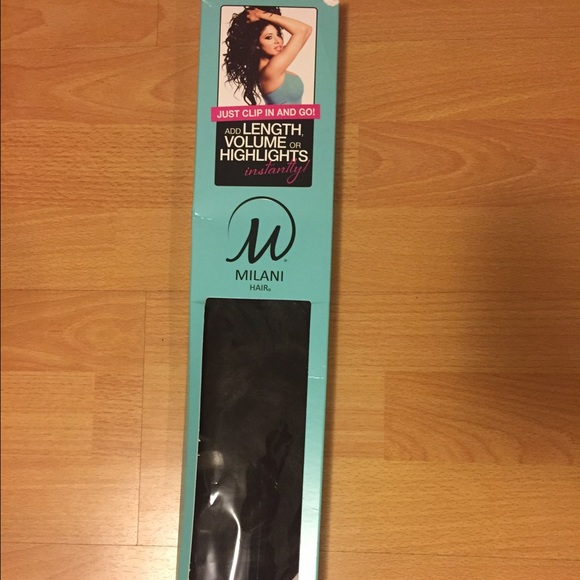 JUST CLIP IN AND GO!
ADD LENGTH,
VOLUME OR
HIGHLIGHTS,
instantly!
M®
MILANI
HAIR®